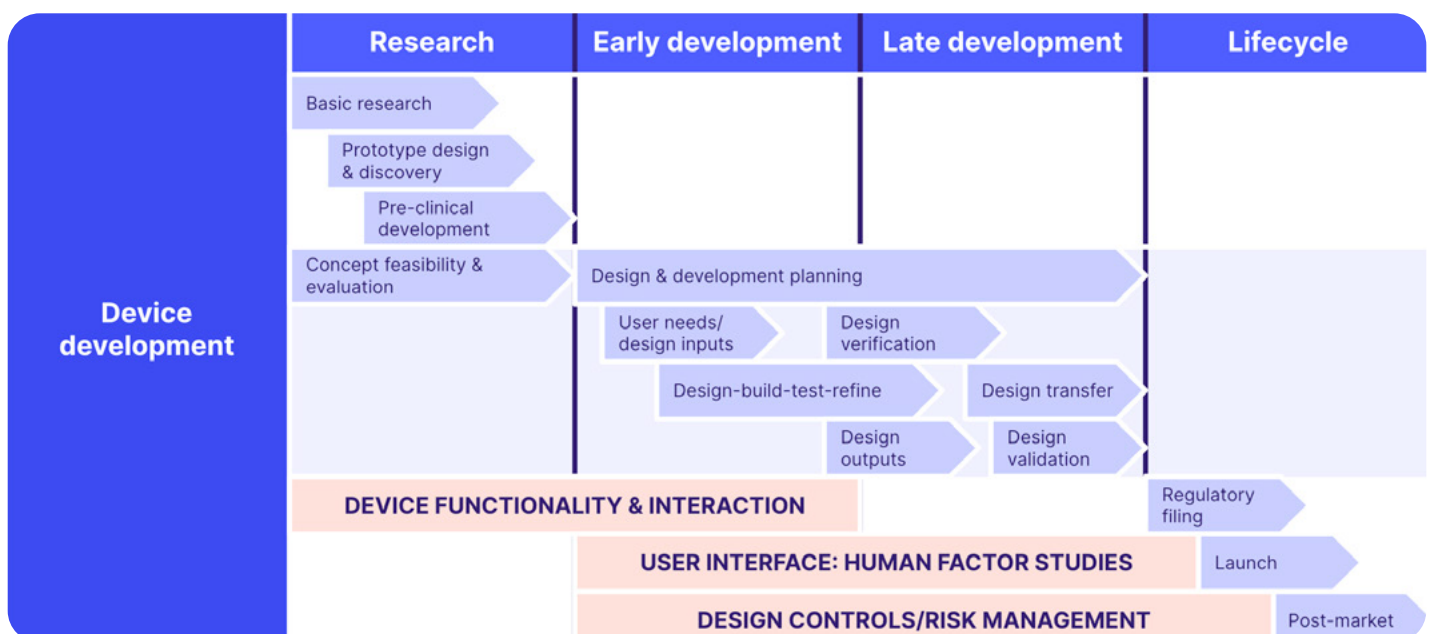 Research
Early development
Late development
Lifecycle
Device
development
Basic research
Prototype design
& discovery
Pre-clinical
development
Concept feasibility &
evaluation
Design & development planning
User needs/
design inputs
Design
verification
Design-build-test-refine
Design transfer
Design
outputs
Design
validation
DEVICE FUNCTIONALITY & INTERACTION
Regulatory
filing
USER INTERFACE: HUMAN FACTOR STUDIES
Launch
DESIGN CONTROLS/RISK MANAGEMENT
Post-market